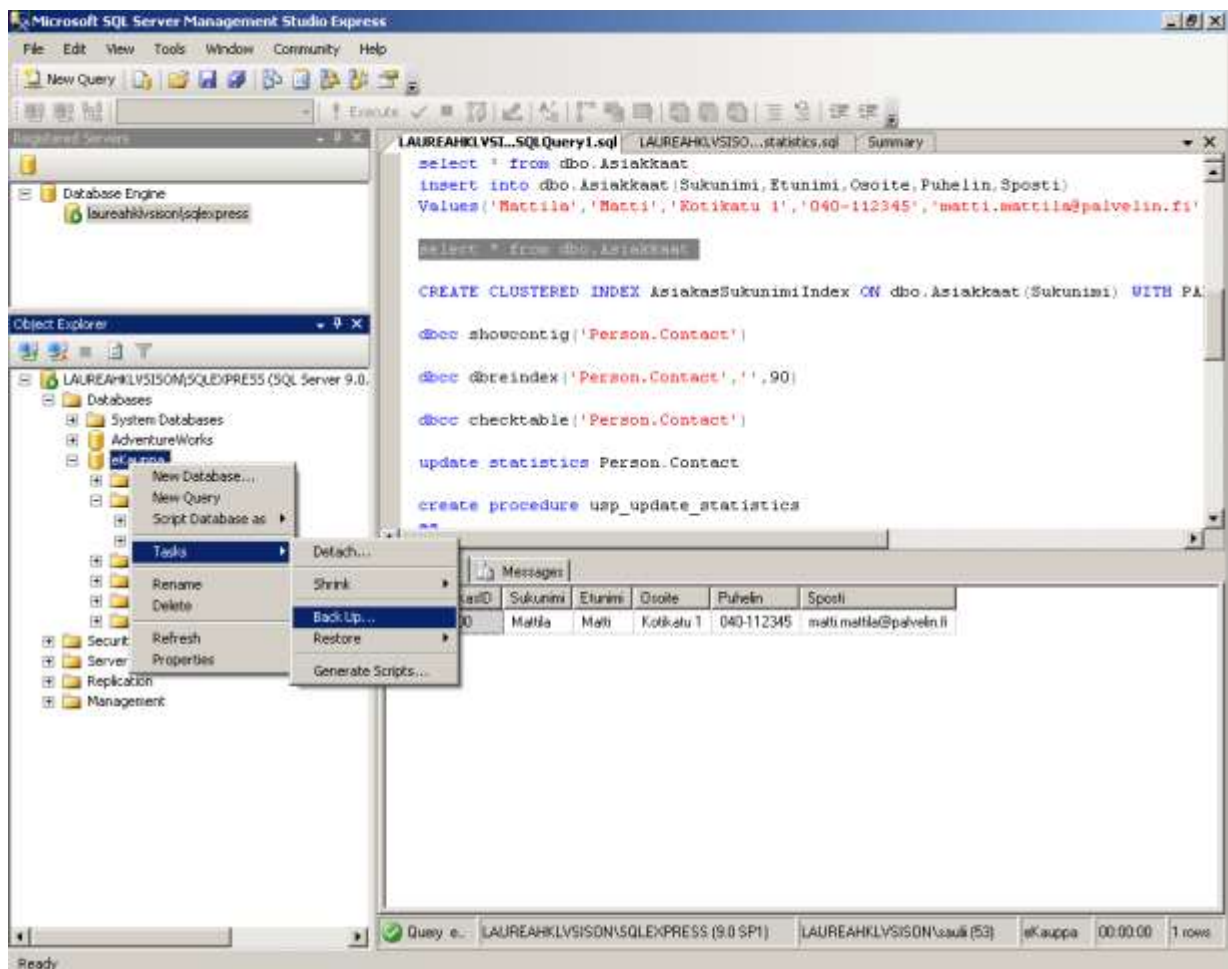 Microsoft SQL Server Management Studio Express
File Edit View Tools Window Community Help
New Query
Execute
Registered Servers
Database Engine
laureahklvsison\sqlexpress
Object Explorer
LAUREAHKLVSISON\SQLEXPRESS (SQL Server 9.0.
Databases
System Databases
AdventureWorks
eKauppa
New Database...
New Query
Script Database as
Tasks
Rename
Delete
Refresh
Properties
Detach...
Shrink
Back Up...
Restore
Generate Scripts...
Securit
Server
Replication
Management
LAUREAHKLVSI...SQLQuery1.sql LAUREAHKLVSISO...statistics.sql Summary
select * from dbo.Asiakkaat
insert into dbo.Asiakkaat(Sukunimi,Etunimi,Osoite,Puhelin,Sposti)
Values('Mattila','Matti','Kotikatu 1','040-112345','matti.mattila@palvelin.fi'
select * from dbo.Asiakkaat
CREATE CLUSTERED INDEX AsiakasSukunimiIndex ON dbo.Asiakkaat(Sukunimi) WITH PA
dbcc showcontig('Person.Contact')
dbcc dbreindex('Person.Contact','',90)
dbcc checktable('Person.Contact')
update statistics Person.Contact
create procedure usp_update_statistics
as
Messages
kasID Sukunimi Etunimi Osoite Puhelin Sposti
Mattila Matti Kotikatu 1 040-112345 matti.mattila@palvelin.fi
Query e.. LAUREAHKLVSISON\SQLEXPRESS (9.0 SP1) LAUREAHKLVSISON\sauli (53) eKauppa 00:00:00 1 rows
Ready